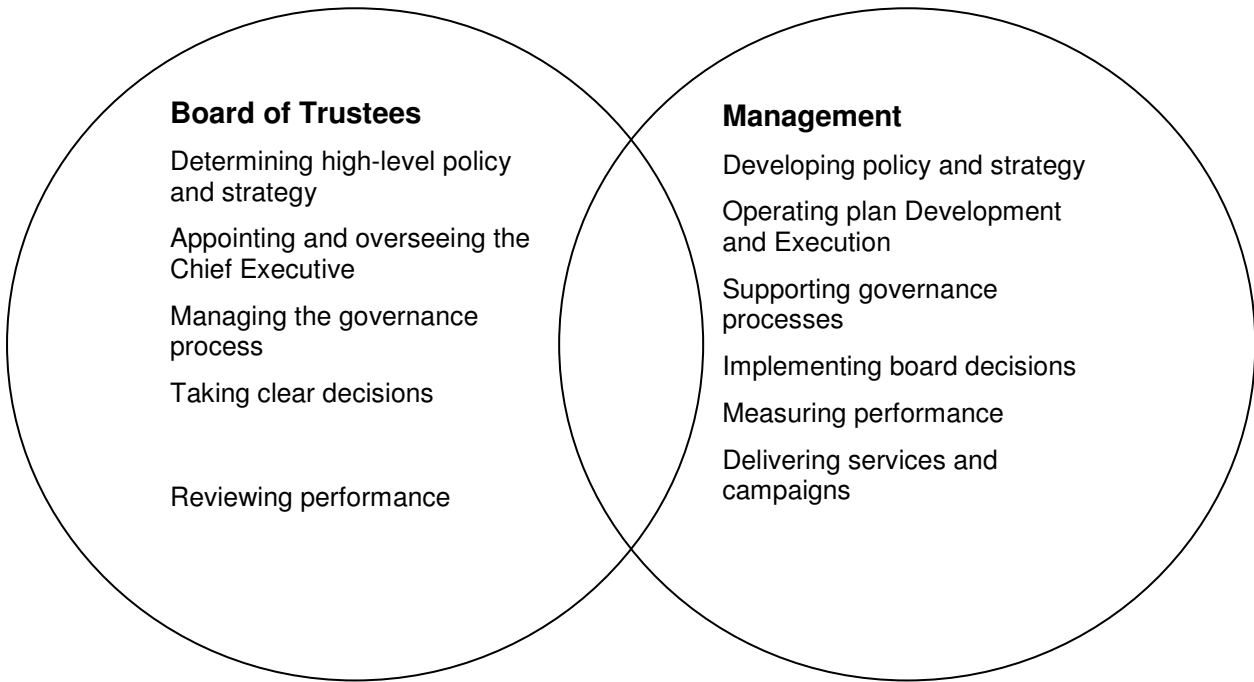 Board of Trustees
Determining high-level policy
and strategy
Appointing and overseeing the
Chief Executive
Managing the governance
process
Taking clear decisions
Reviewing performance
Management
Developing policy and strategy
Operating plan Development
and Execution
Supporting governance
processes
Implementing board decisions
Measuring performance
Delivering services and
campaigns